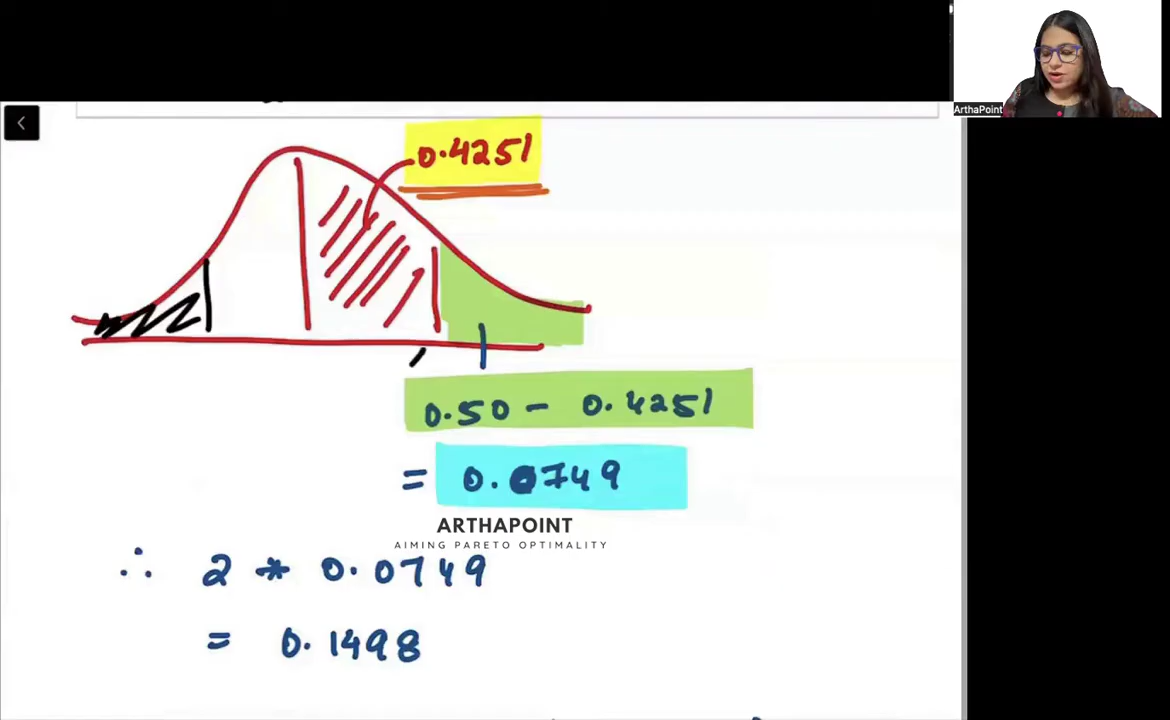 ArthaPoint
0.4251
0.50 - 0.4251
= 0.0749
ARTHAPOINT
AIMING PARETO OPTIMALITY
∴ 2 * 0.0749
= 0.1498